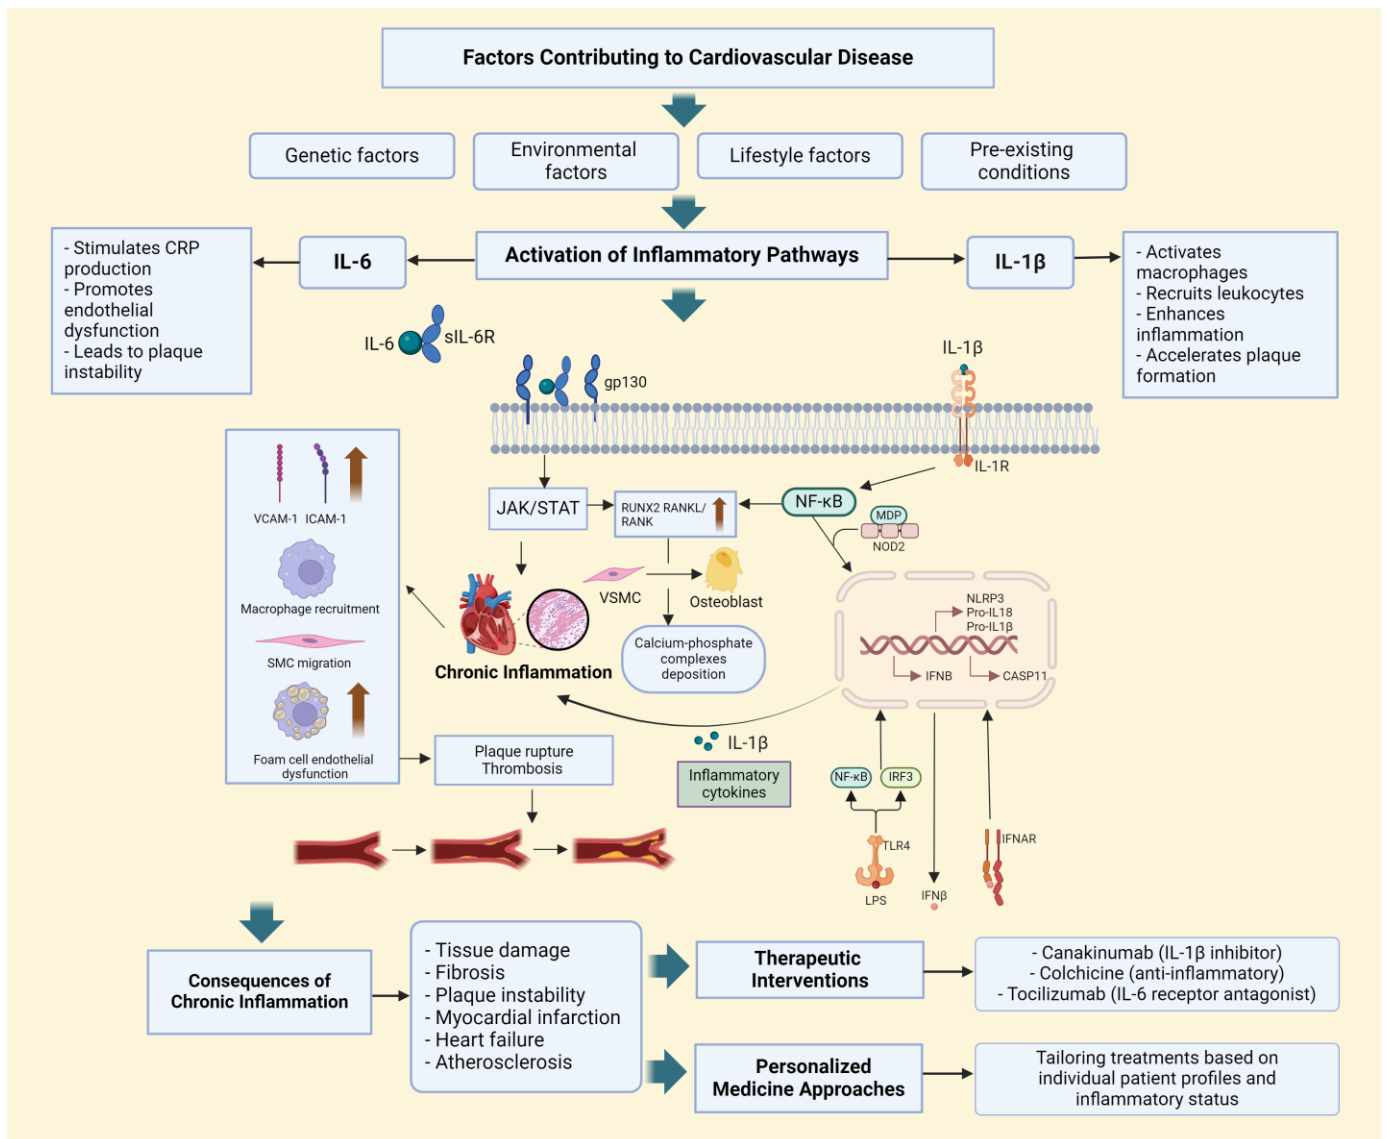 Factors Contributing to Cardiovascular Disease
Genetic factors
Environmental
factors
Lifestyle factors
Pre-existing
conditions
- Stimulates CRP
production
- Promotes
endothelial
dysfunction
- Leads to plaque
instability
IL-6
Activation of Inflammatory Pathways
IL-1β
- Activates
macrophages
- Recruits leukocytes
- Enhances
inflammation
- Accelerates plaque
formation
IL-6
sIL-6R
gp130
IL-1β
IL-1R
VCAM-1
ICAM-1
Macrophage recruitment
SMC migration
Foam cell endothelial
dysfunction
JAK/STAT
RUNX2 RANKL/
RANK
NF-κB
MDP
NOD2
VSMC
Osteoblast
Calcium-phosphate
complexes
deposition
Chronic Inflammation
NLRP3
Pro-IL18
Pro-IL1β
IFNB
CASP11
IL-1β
Inflammatory
cytokines
Plaque rupture
Thrombosis
NF-κB
IRF3
TLR4
LPS
IFNβ
IFNAR
Consequences of
Chronic Inflammation
- Tissue damage
- Fibrosis
- Plaque instability
- Myocardial infarction
- Heart failure
- Atherosclerosis
Therapeutic
Interventions
- Canakinumab (IL-1β inhibitor)
- Colchicine (anti-inflammatory)
- Tocilizumab (IL-6 receptor antagonist)
Personalized
Medicine Approaches
Tailoring treatments based on
individual patient profiles and
inflammatory status